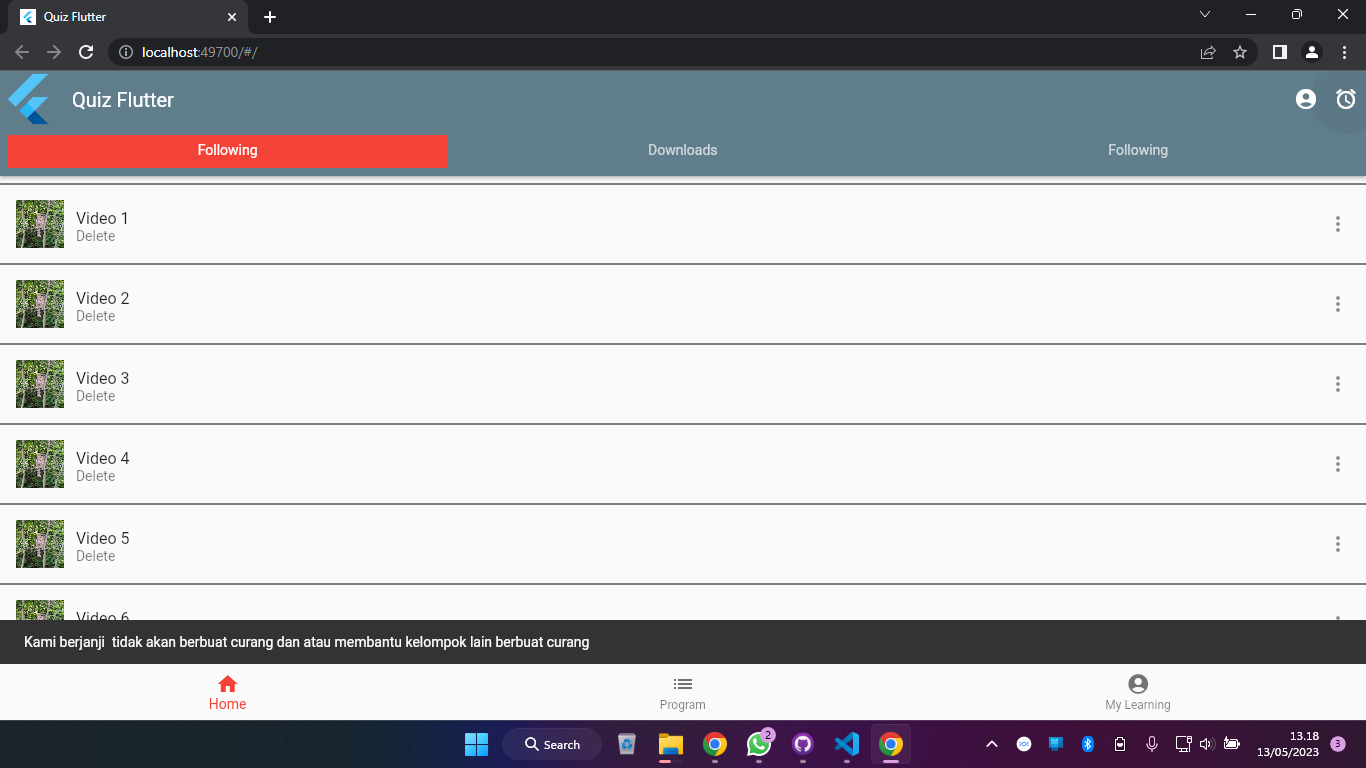 Quiz Flutter
localhost:49700/#/
Quiz Flutter
Following
Downloads
Following
Video 1
Delete
Video 2
Delete
Video 3
Delete
Video 4
Delete
Video 5
Delete
Video 6
Kami berjanji  tidak akan berbuat curang dan atau membantu kelompok lain berbuat curang
Home
Program
My Learning
Search
2
13.18
13/05/2023
3